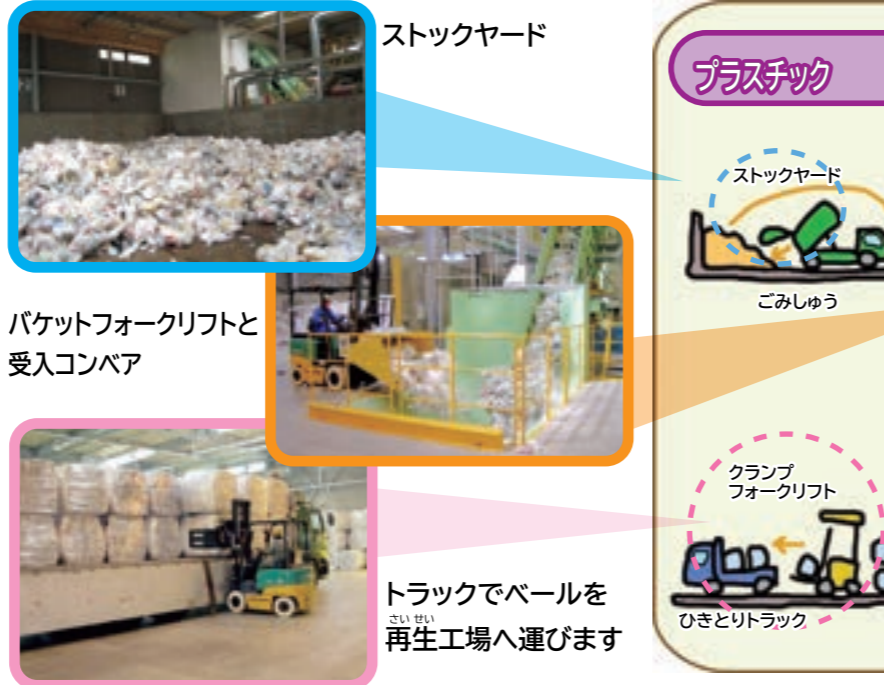 ストックヤード
プラスチック
ストックヤード
ごみしゅう
バケットフォークリフトと
受入コンベア
クランプ
フォークリフト
トラックでベールを
さいせい
再生工場へ運びます
ひきとりトラック